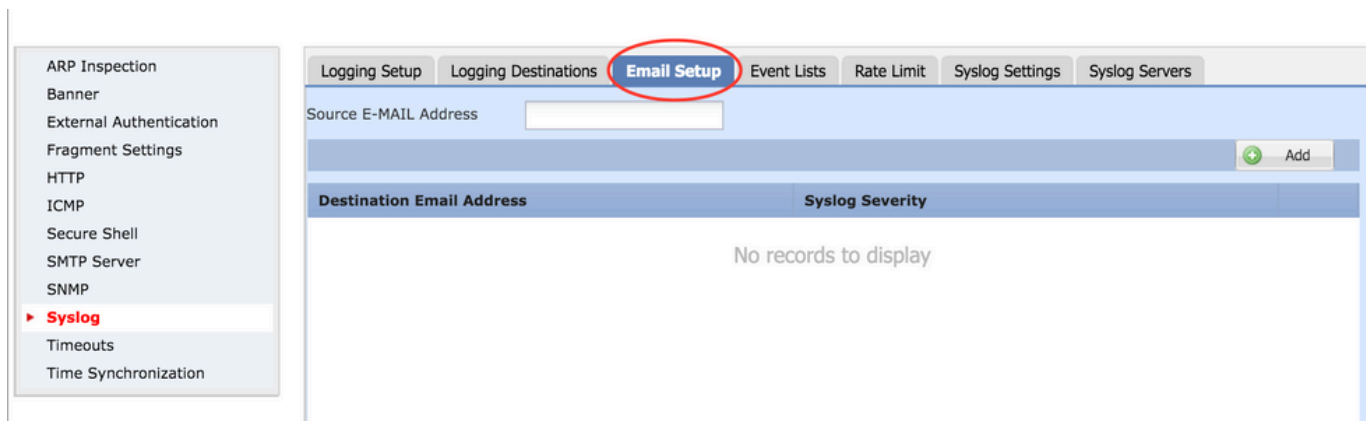 ARP Inspection
Banner
External Authentication
Fragment Settings
HTTP
ICMP
Secure Shell
SMTP Server
SNMP
Syslog
Timeouts
Time Synchronization
Logging Setup Logging Destinations Email Setup Event Lists Rate Limit Syslog Settings Syslog Servers
Source E-MAIL Address
Add
Destination Email Address Syslog Severity
No records to display